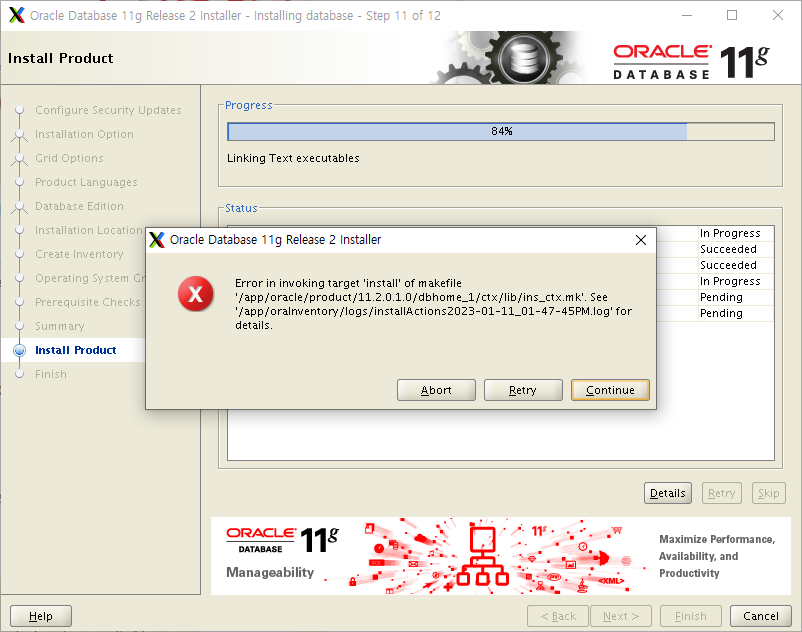 Oracle Database 11g Release 2 Installer - Installing database - Step 11 of 12
Install Product
ORACLE
DATABASE
11g
Configure Security Updates
Installation Option
Grid Options
Product Languages
Database Edition
Installation Location
Create Inventory
Operating System Gr
Prerequisite Checks
Summary
Install Product
Finish
Progress
84%
Linking Text executables
Status
In Progress
Succeeded
Succeeded
In Progress
Pending
Pending
Oracle Database 11g Release 2 Installer
Error in invoking target 'install' of makefile
'/app/oracle/product/11.2.0.1.0/dbhome_1/ctx/lib/ins_ctx.mk'. See
'/app/oraInventory/logs/installActions2023-01-11_01-47-45PM.log' for
details.
Abort
Retry
Continue
Details
Retry
Skip
ORACLE
DATABASE
11g
Manageability
11g
<XML>
Maximize Performance,
Availability, and
Productivity
Help
< Back
Next >
Finish
Cancel